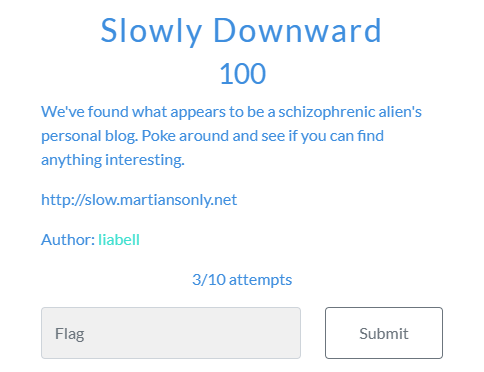 Slowly Downward
100
We've found what appears to be a schizophrenic alien's
personal blog. Poke around and see if you can find
anything interesting.
http://slow.martiansonly.net
Author: liabell
3/10 attempts
Flag
Submit